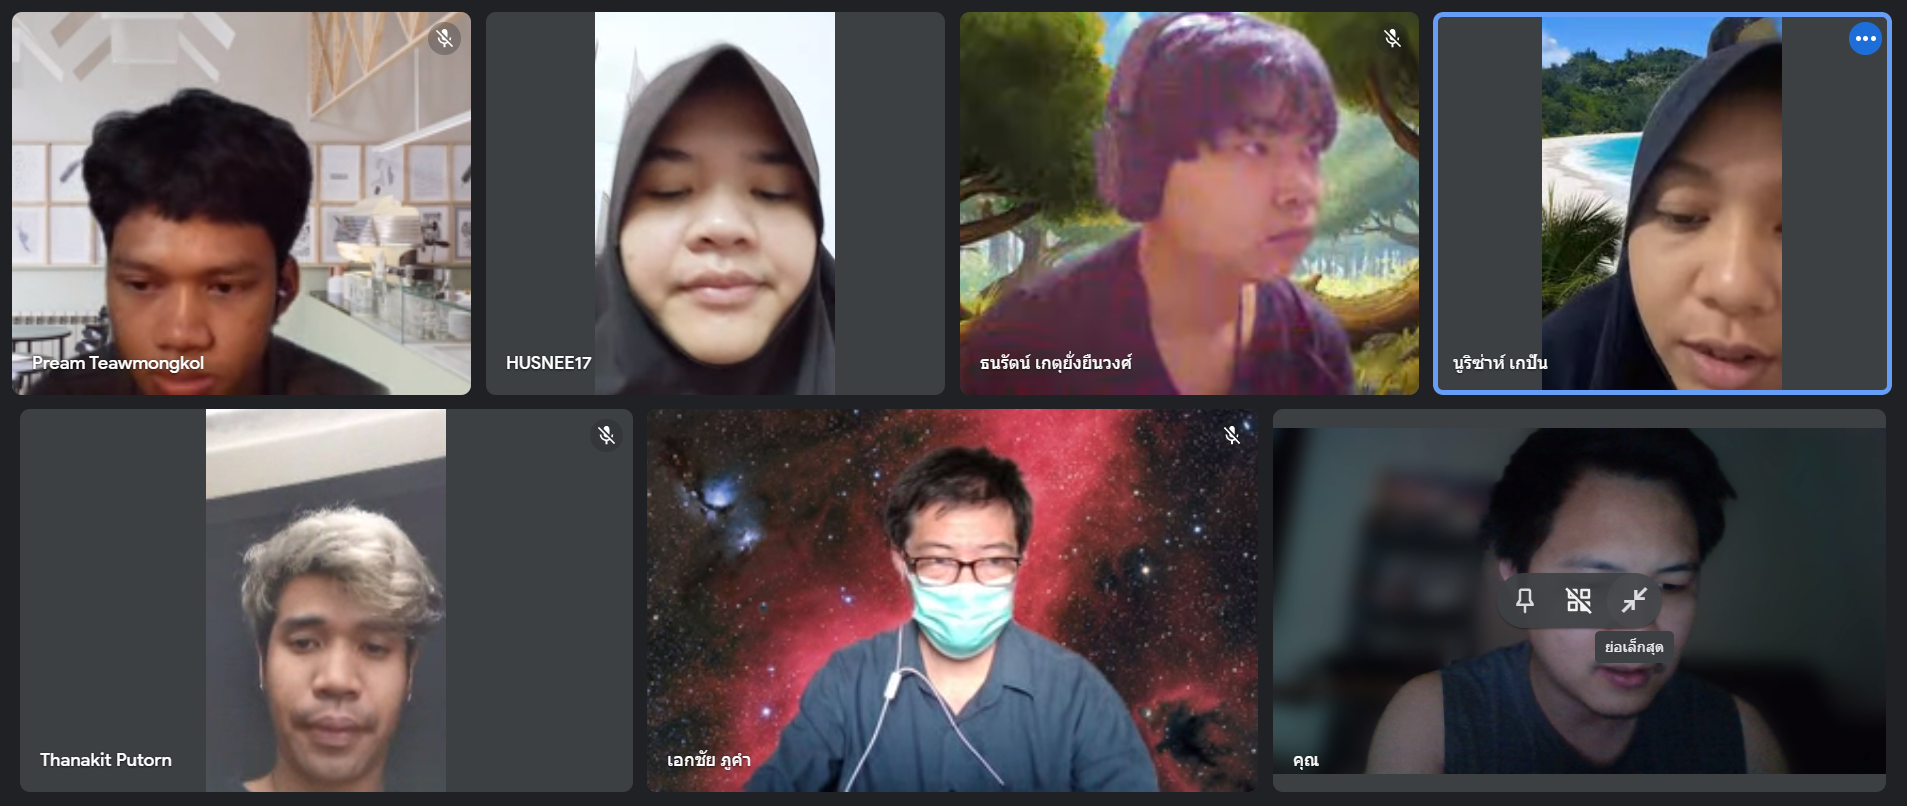 Pream Teawmongkol
HUSNEE17
ธนรัตน์ เกตุยั่งยืนวงศ์
นูริซ่าห์ เกปัน
Thanakit Putorn
เอกชัย ภูคำ
คุณ
ย่อเล็กสุด